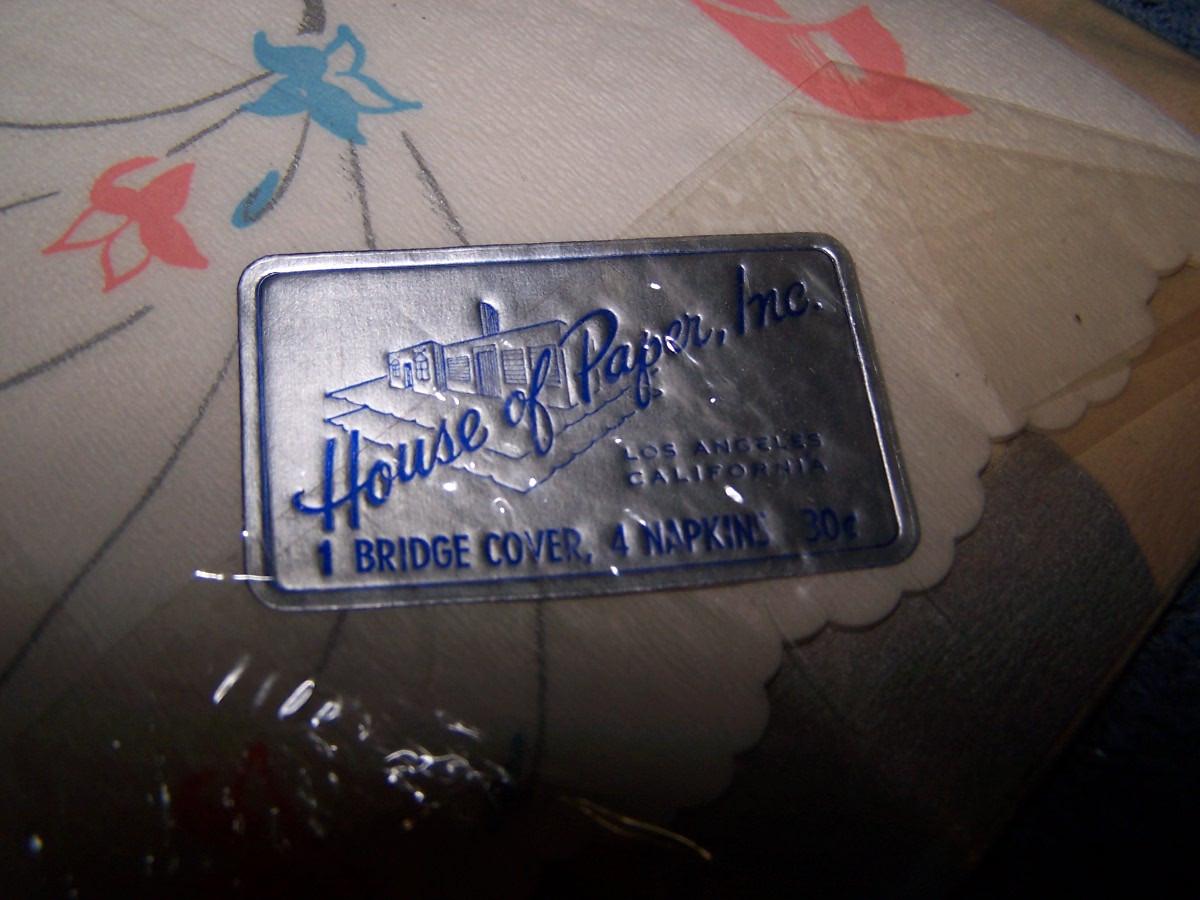 House of Paper, Inc.
LOS ANGELES
CALIFORNIA
1 BRIDGE COVER, 4 NAPKINS 30¢